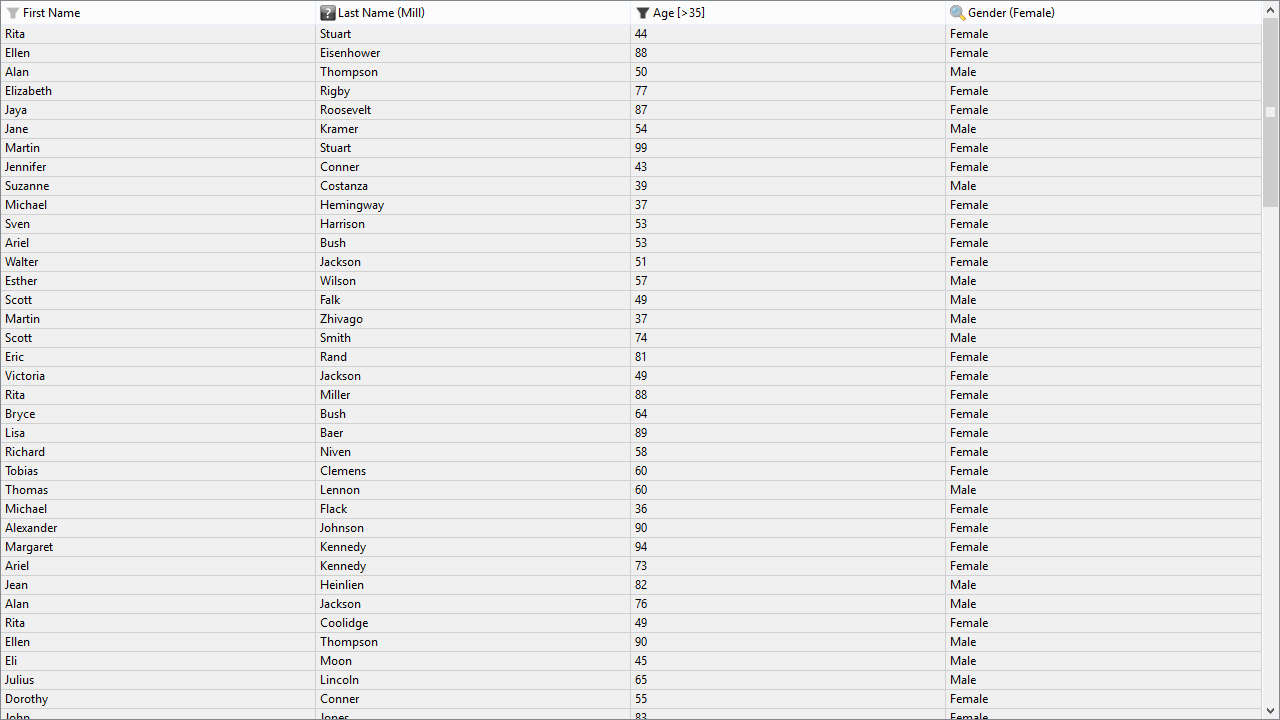 First Name ? Last Name (Mill) Age [>35] Gender (Female)
Rita Stuart 44 Female
Ellen Eisenhower 88 Female
Alan Thompson 50 Male
Elizabeth Rigby 77 Female
Jaya Roosevelt 87 Female
Jane Kramer 54 Male
Martin Stuart 99 Female
Jennifer Conner 43 Female
Suzanne Costanza 39 Male
Michael Hemingway 37 Female
Sven Harrison 53 Female
Ariel Bush 53 Female
Walter Jackson 51 Female
Esther Wilson 57 Male
Scott Falk 49 Male
Martin Zhivago 37 Male
Scott Smith 74 Male
Eric Rand 81 Female
Victoria Jackson 49 Female
Rita Miller 88 Female
Bryce Bush 64 Female
Lisa Baer 89 Female
Richard Niven 58 Female
Tobias Clemens 60 Female
Thomas Lennon 60 Male
Michael Flack 36 Female
Alexander Johnson 90 Female
Margaret Kennedy 94 Female
Ariel Kennedy 73 Female
Jean Heinlien 82 Male
Alan Jackson 76 Male
Rita Coolidge 49 Female
Ellen Thompson 90 Male
Eli Moon 45 Male
Julius Lincoln 65 Male
Dorothy Conner 55 Female
John Jones 83 Female